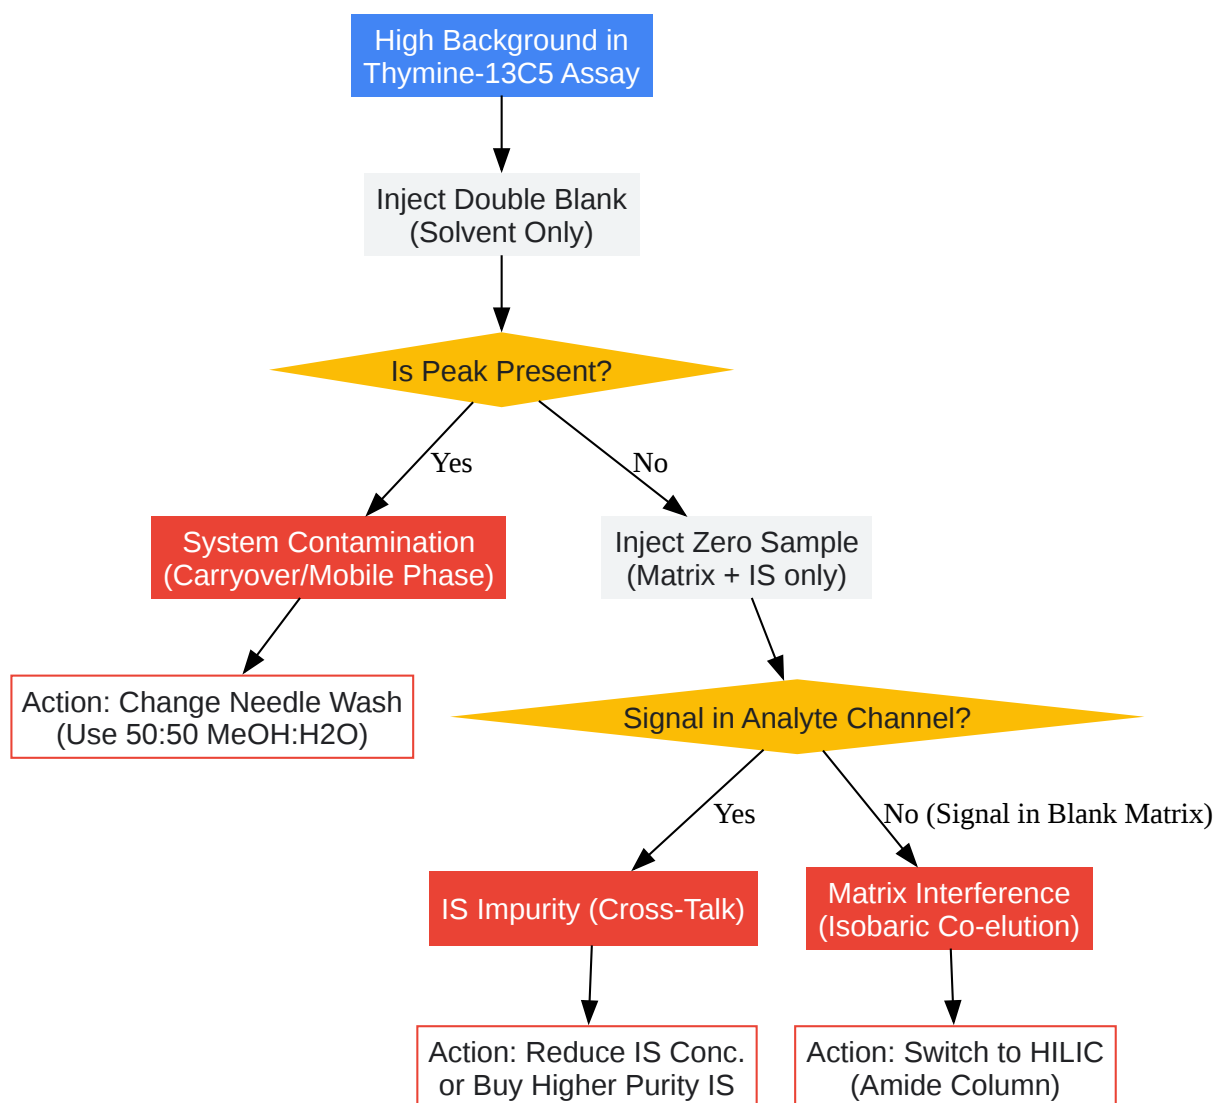 High Background in
Thymine-13C5 Assay
Inject Double Blank
(Solvent Only)
Is Peak Present?
Yes
No
System Contamination
(Carryover/Mobile Phase)
Inject Zero Sample
(Matrix + IS only)
Action: Change Needle Wash
(Use 50:50 MeOH:H2O)
Signal in Analyte Channel?
Yes
No (Signal in Blank Matrix)
IS Impurity (Cross-Talk)
Matrix Interference
(Isobaric Co-elution)
Action: Reduce IS Conc.
or Buy Higher Purity IS
Action: Switch to HILIC
(Amide Column)